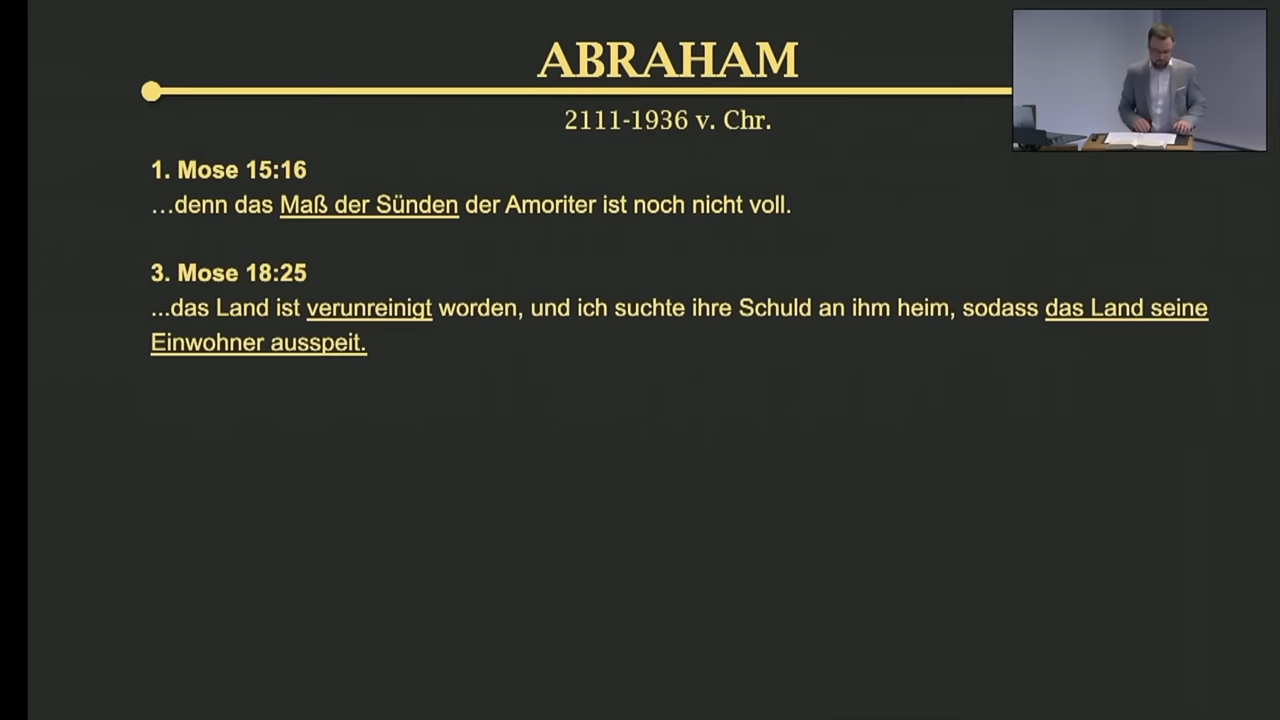 ABRAHAM
2111-1936 v. Chr.
1. Mose 15:16
…denn das Maß der Sünden der Amoriter ist noch nicht voll.
3. Mose 18:25
...das Land ist verunreinigt worden, und ich suchte ihre Schuld an ihm heim, sodass das Land seine
Einwohner ausspeit.